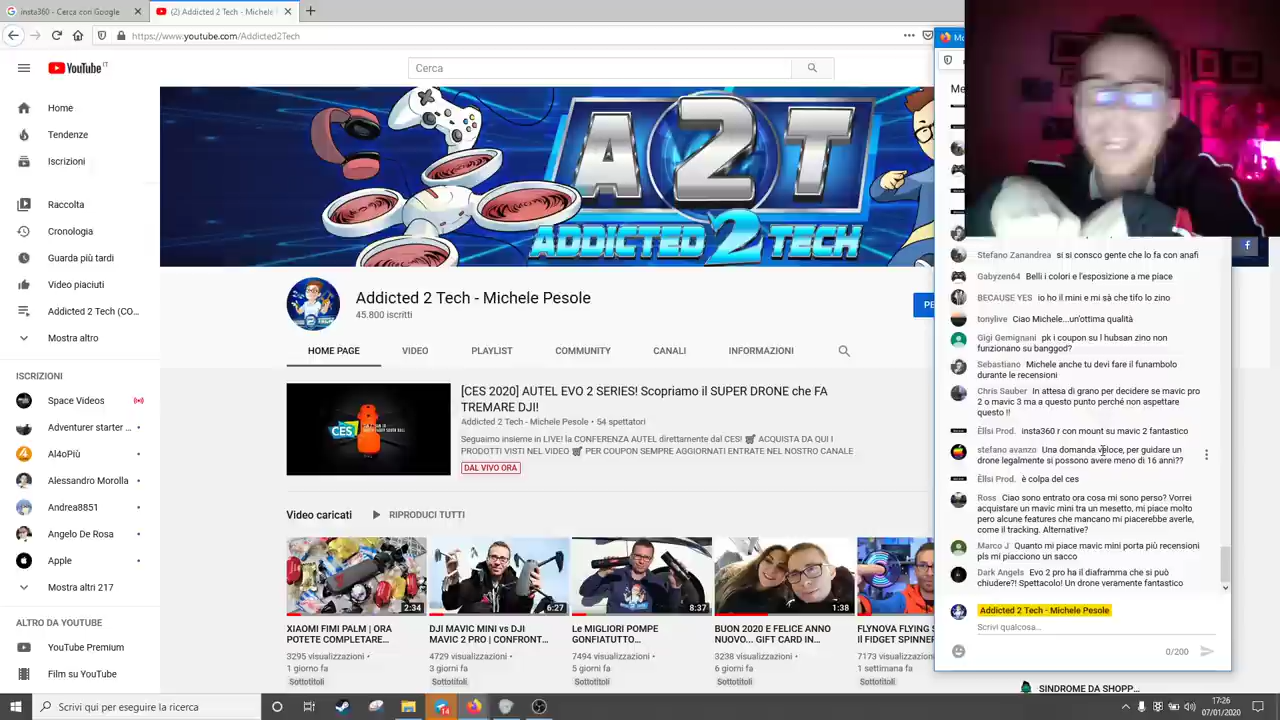 insta360 - Cerca con Google
(2) Addicted 2 Tech - Michele
https://www.youtube.com/Addicted2Tech
YouTube IT
Cerca
Home
Tendenze
Iscrizioni
Raccolta
Cronologia
Guarda più tardi
Video piaciuti
Addicted 2 Tech (CO...
Mostra altro
ISCRIZIONI
Space Videos
Adventurer starter ...
Al4oPiù
Alessandro Morolla
Andrea8851
Angelo De Rosa
Apple
Mostra altri 217
ALTRO DA YOUTUBE
YouTube Premium
Film su YouTube
A2T
ADDICTED 2 TECH
Addicted 2 Tech - Michele Pesole
45.800 iscritti
HOME PAGE
VIDEO
PLAYLIST
COMMUNITY
CANALI
INFORMAZIONI
[CES 2020] AUTEL EVO 2 SERIES! Scopriamo il SUPER DRONE che FA
TREMARE DJI!
Addicted 2 Tech - Michele Pesole • 54 spettatori
Seguaimo insieme in LIVE! la CONFERENZA AUTEL direttamente dal CES! 🛒 ACQUISTA DA QUI I
PRODOTTI VISTI NEL VIDEO 🛒 PER COUPON SEMPRE AGGIORNATI ENTRATE NEL NOSTRO CANALE
DAL VIVO ORA
Video caricati
RIPRODUCI TUTTI
2:34
6:27
8:37
1:38
XIAOMI FIMI PALM | ORA
POTETE COMPLETARE...
3295 visualizzazioni •
1 giorno fa
Sottotitoli
DJI MAVIC MINI vs DJI
MAVIC 2 PRO | CONFRONT...
4729 visualizzazioni •
3 giorni fa
Sottotitoli
Le MIGLIORI POMPE
GONFIATUTTO...
7494 visualizzazioni •
5 giorni fa
Sottotitoli
BUON 2020 E FELICE ANNO
NUOVO... GIFT CARD IN...
3238 visualizzazioni •
6 giorni fa
Sottotitoli
FLYNOVA FLYING S
Il FIDGET SPINNER
7173 visualizzazioni
1 settimana fa
Sottotitoli
PE
Mo
Me
Stefano Zanandrea si si consco gente che lo fa con anafi
Gabyzen64 Belli i colori e l'esposizione a me piace
BECAUSE YES io ho il mini e mi sà che tifo lo zino
tonylive Ciao Michele...un'ottima qualità
Gigi Gemignani pk i coupon su l hubsan zino non
funzionano su banggod?
Sebastiano Michele anche tu devi fare il funambolo
durante le recensioni
Chris Sauber In attesa di grano per decidere se mavic pro
2 o mavic 3 ma a questo punto perché non aspettare
questo !!
Èllsi Prod. insta360 r con mount su mavic 2 fantastico
stefano avanzo Una domanda veloce, per guidare un
drone legalmente si possono avere meno di 16 anni??
Èllsi Prod. è colpa del ces
Ross Ciao sono entrato ora cosa mi sono perso? Vorrei
acquistare un mavic mini tra un mesetto, mi piace molto
pero alcune features che mancano mi piacerebbe averle,
come il tracking. Alternative?
Marco J Quanto mi piace mavic mini porta più recensioni
pls mi piacciono un sacco
Dark Angels Evo 2 pro ha il diaframma che si può
chiudere?! Spettacolo! Un drone veramente fantastico
Addicted 2 Tech - Michele Pesole
Scrivi qualcosa...
0/200
SINDROME DA SHOPP...
Scrivi qui per eseguire la ricerca
14
17:26
07/01/2020